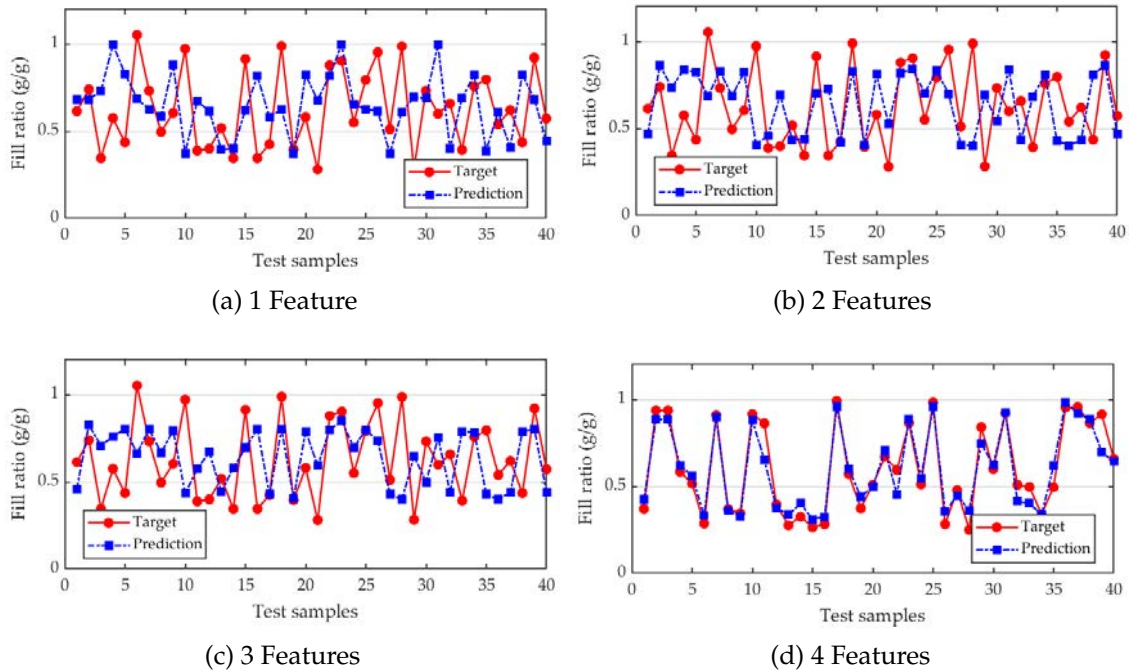 Fill ratio (g/g)
1
0.5
0
Target
Prediction
0 5 10 15 20 25 30 35 40
Test samples
(a) 1 Feature
Fill ratio (g/g)
1
0.5
0
Target
Prediction
0 5 10 15 20 25 30 35 40
Test samples
(b) 2 Features
Fill ratio (g/g)
1
0.5
0
Target
Prediction
0 5 10 15 20 25 30 35 40
Test samples
(c) 3 Features
Fill ratio (g/g)
1
0.5
0
Target
Prediction
0 5 10 15 20 25 30 35 40
Test samples
(d) 4 Features